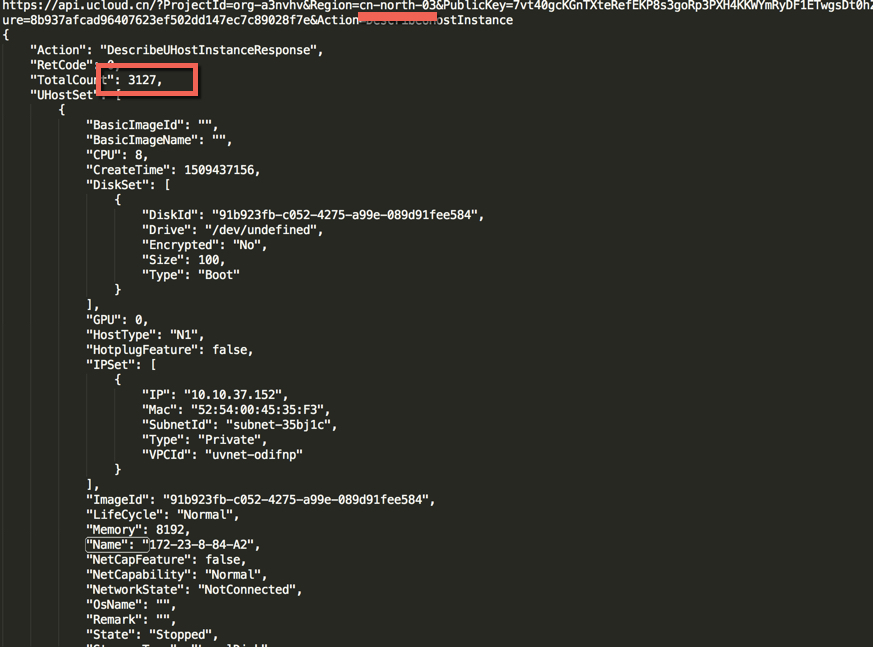 https://api.ucloud.cn/?ProjectId=org-a3nvhv&Region=cn-north-03&PublicKey=7vt40gcKGnTXteRefEKP8s3goRp3PXH4KKWYmRyDF1ETwgsDt0hZ
ure=8b937afcad96407623ef502dd147ec7c89028f7e&Action=DescribeUHostInstance
{
"Action": "DescribeUHostInstanceResponse",
"RetCode": 0,
"TotalCount": 3127,
"UHostSet": [
{
"BasicImageId": "",
"BasicImageName": "",
"CPU": 8,
"CreateTime": 1509437156,
"DiskSet": [
{
"DiskId": "91b923fb-c052-4275-a99e-089d91fee584",
"Drive": "/dev/undefined",
"Encrypted": "No",
"Size": 100,
"Type": "Boot"
}
],
"GPU": 0,
"HostType": "N1",
"HotplugFeature": false,
"IPSet": [
{
"IP": "10.10.37.152",
"Mac": "52:54:00:45:35:F3",
"SubnetId": "subnet-35bj1c",
"Type": "Private",
"VPCId": "uvnet-odifnp"
}
],
"ImageId": "91b923fb-c052-4275-a99e-089d91fee584",
"LifeCycle": "Normal",
"Memory": 8192,
"Name": "172-23-8-84-A2",
"NetCapFeature": false,
"NetCapability": "Normal",
"NetworkState": "NotConnected",
"OsName": "",
"Remark": "",
"State": "Stopped",